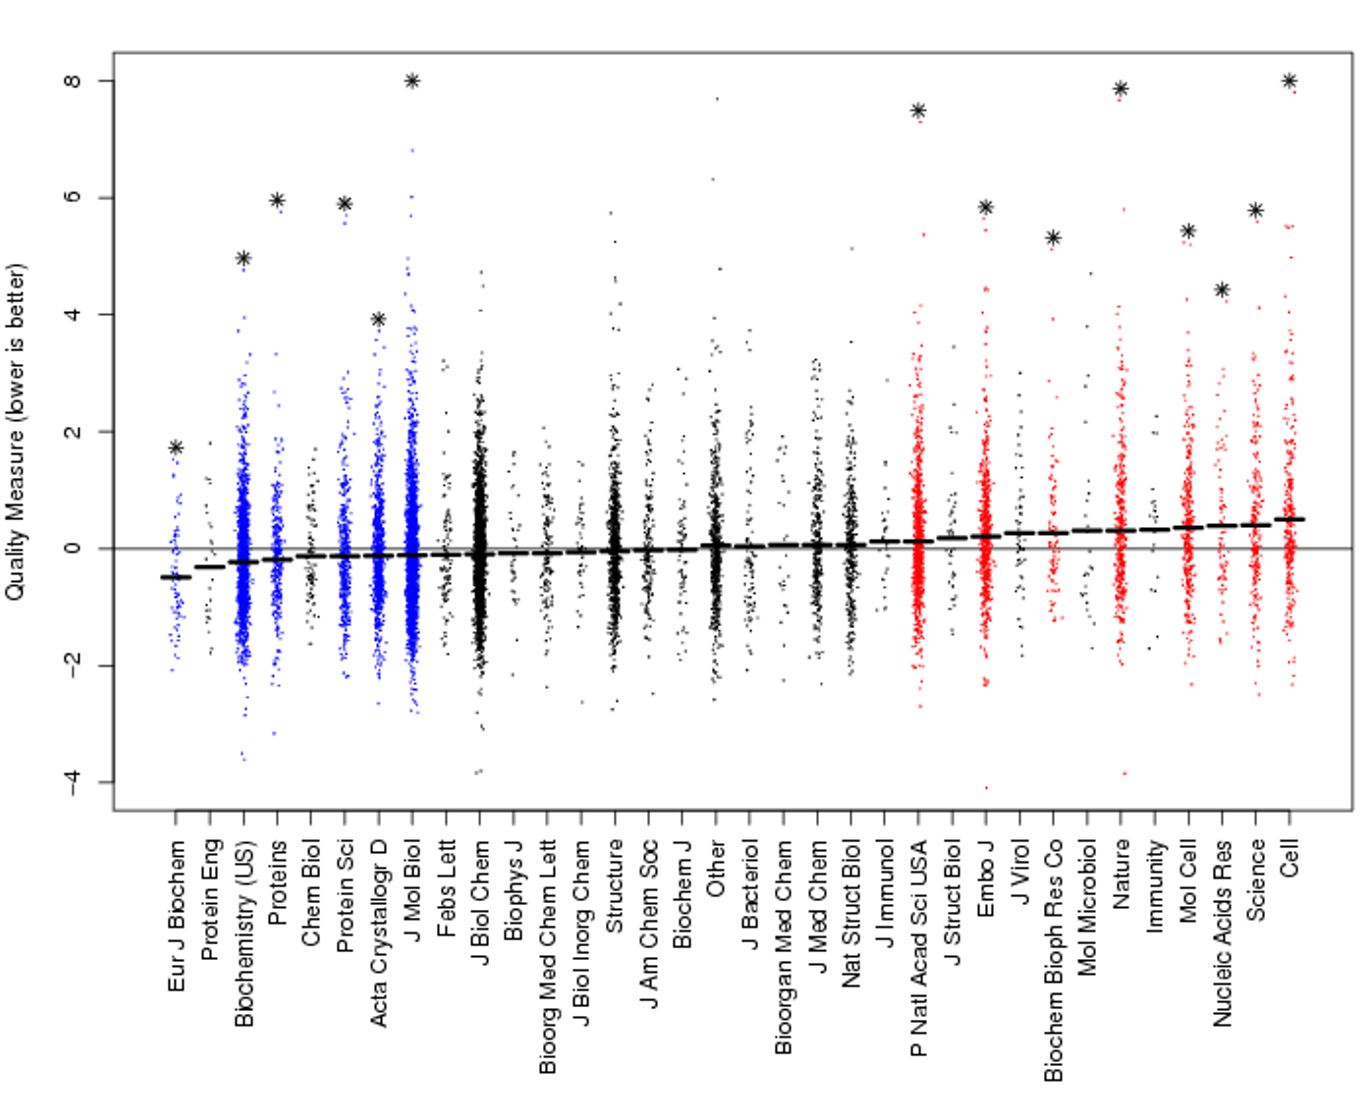 Quality Measure (lower is better)
8
6
4
2
0
−2
−4
Eur J Biochem
Protein Eng
Biochemistry (US)
Proteins
Chem Biol
Protein Sci
Acta Crystallogr D
J Mol Biol
Febs Lett
J Biol Chem
Biophys J
Bioorg Med Chem Lett
J Biol Inorg Chem
Structure
J Am Chem Soc
Biochem J
Other
J Bacteriol
Bioorgan Med Chem
J Med Chem
Nat Struct Biol
J Immunol
P Natl Acad Sci USA
J Struct Biol
Embo J
J Virol
Biochem Bioph Res Co
Mol Microbiol
Nature
Immunity
Mol Cell
Nucleic Acids Res
Science
Cell